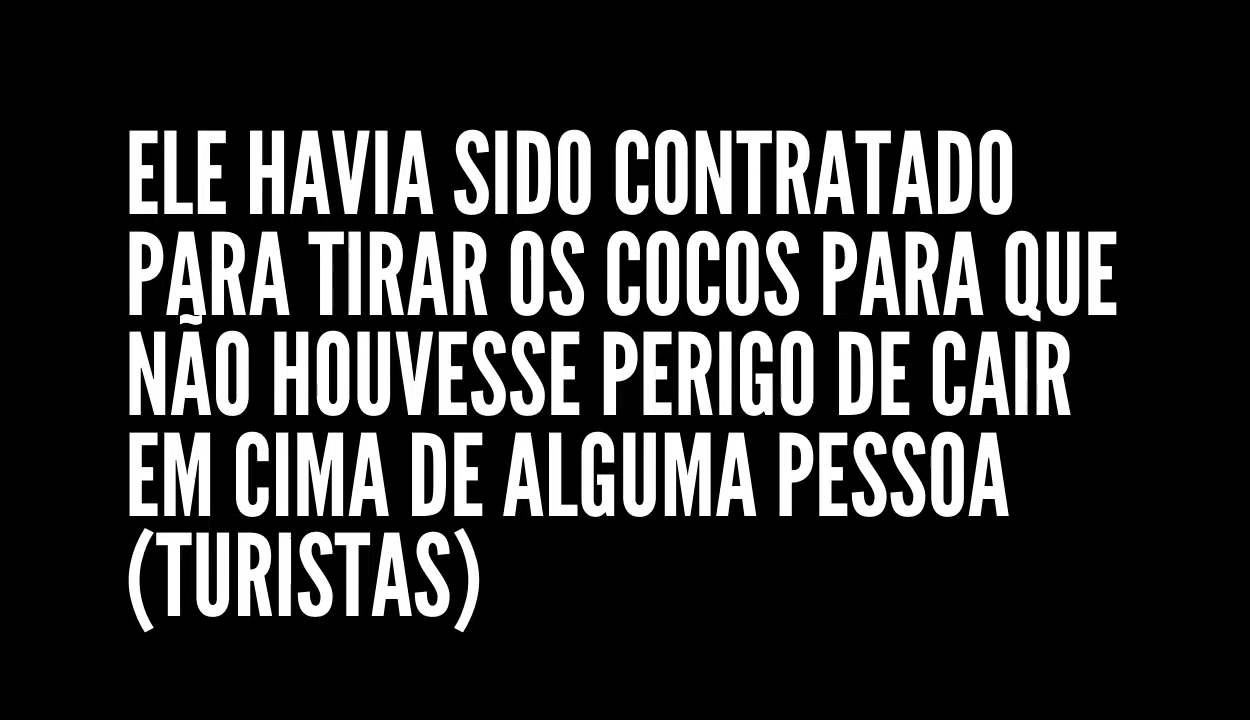 ELE HAVIA SIDO CONTRATADO
PARA TIRAR OS COCOS PARA QUE
NÃO HOUVESSE PERIGO DE CAIR
EM CIMA DE ALGUMA PESSOA
(TURISTAS)